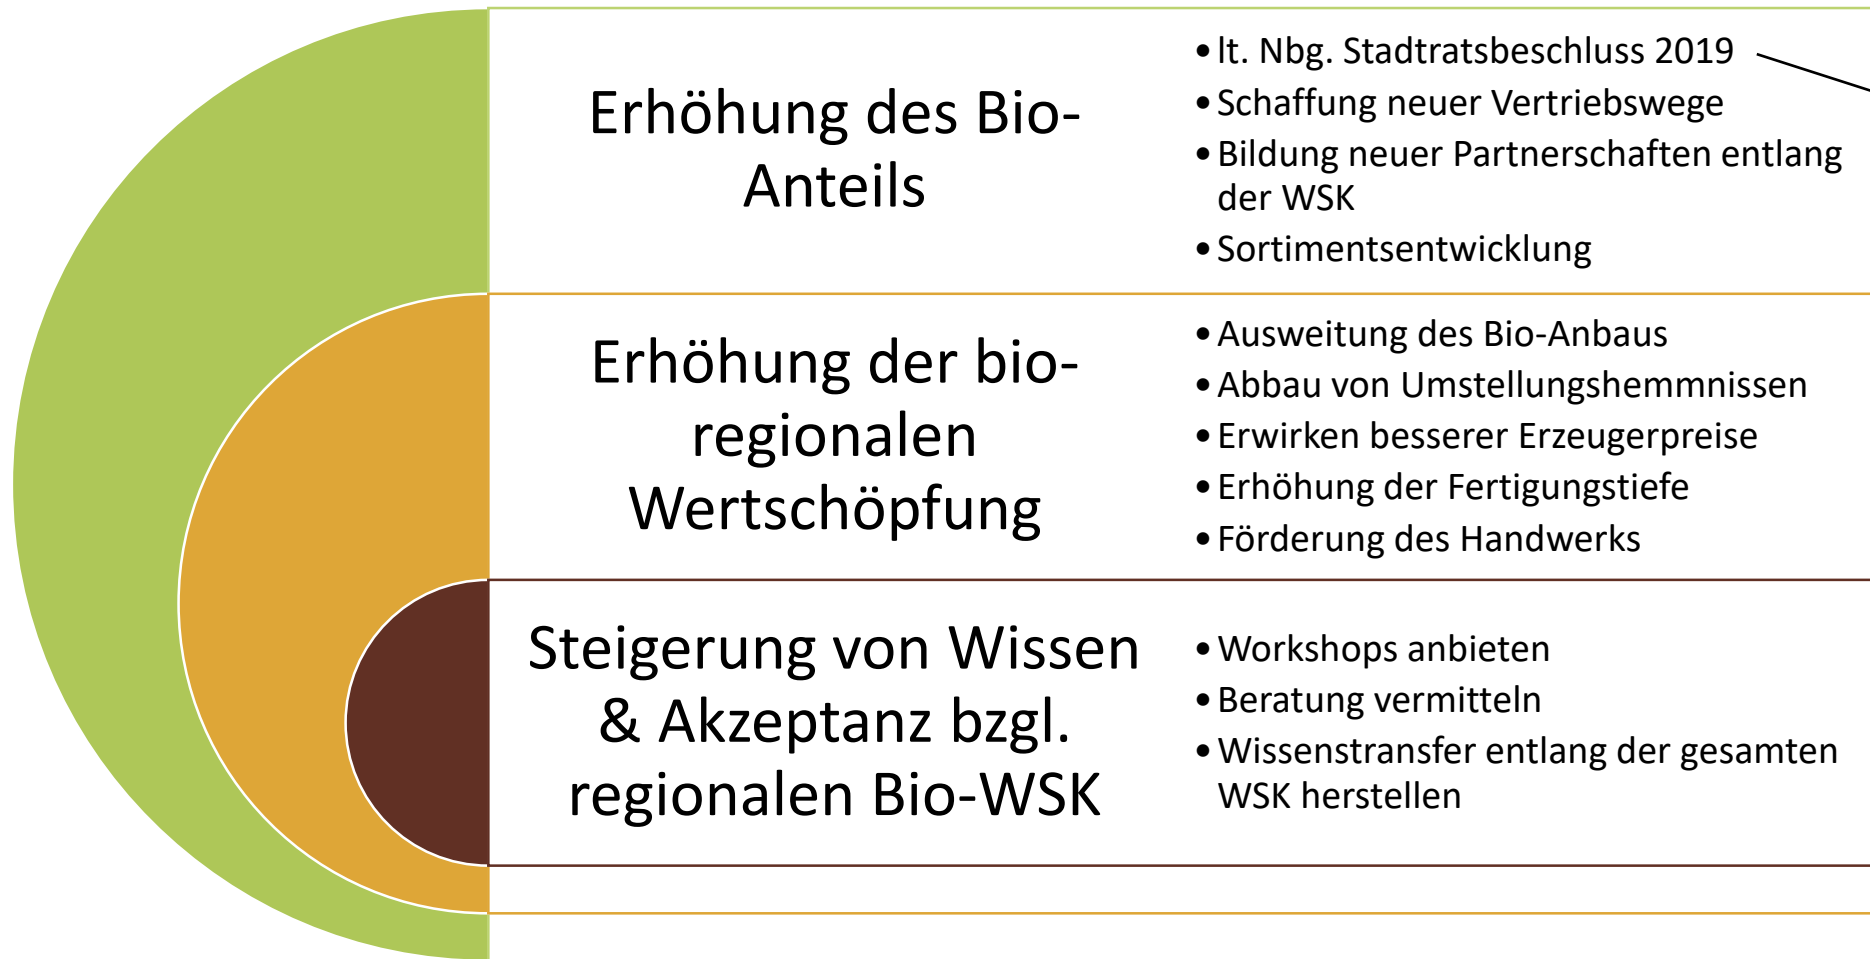 Erhöhung des Bio-
Anteils
• lt. Nbg. Stadtratsbeschluss 2019
• Schaffung neuer Vertriebswege
• Bildung neuer Partnerschaften entlang
der WSK
• Sortimentsentwicklung
Erhöhung der bio-
regionalen
Wertschöpfung
• Ausweitung des Bio-Anbaus
• Abbau von Umstellungshemmnissen
• Erwirken besserer Erzeugerpreise
• Erhöhung der Fertigungstiefe
• Förderung des Handwerks
Steigerung von Wissen
& Akzeptanz bzgl.
regionalen Bio-WSK
• Workshops anbieten
• Beratung vermitteln
• Wissenstransfer entlang der gesamten
WSK herstellen